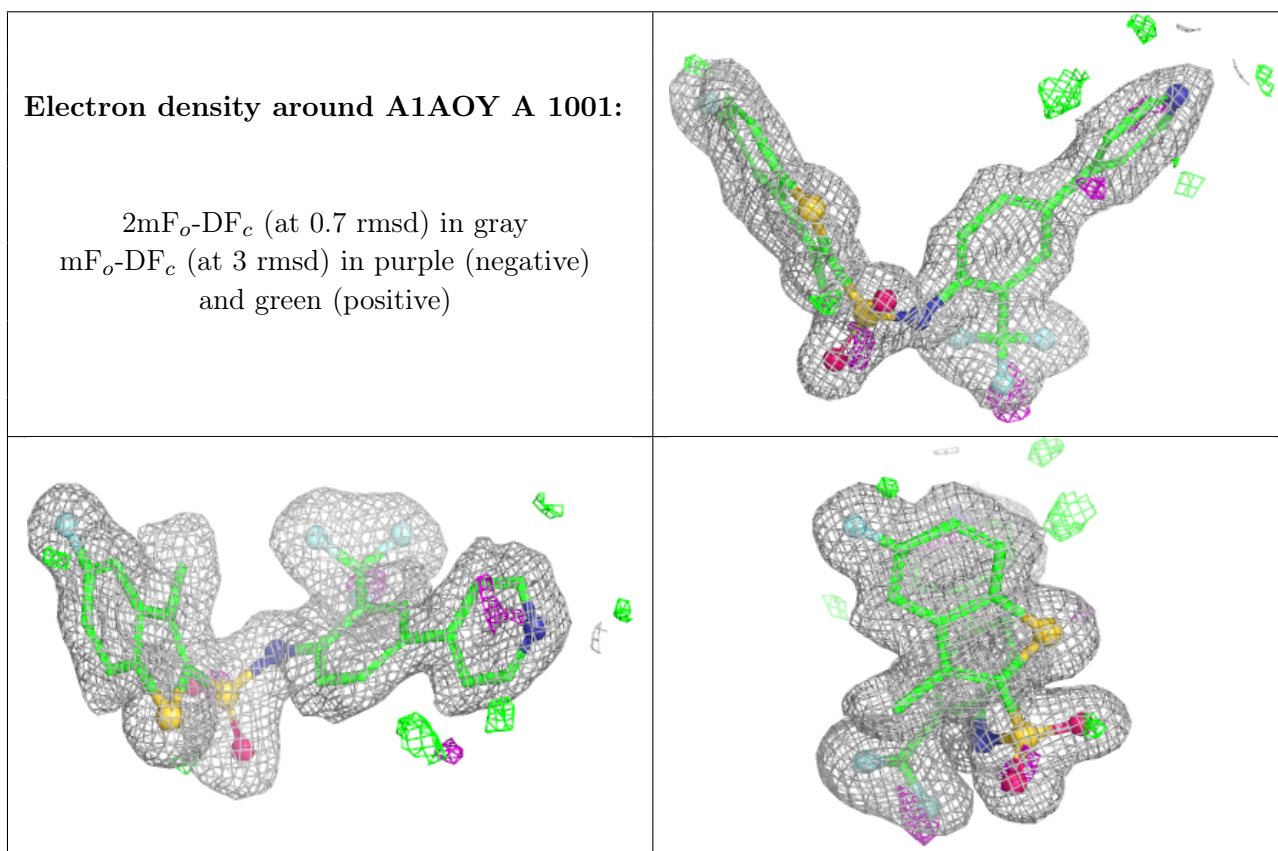 Electron density around A1AOY A 1001:
2mFo-DFc (at 0.7 rmsd) in gray
mFo-DFc (at 3 rmsd) in purple (negative)
and green (positive)